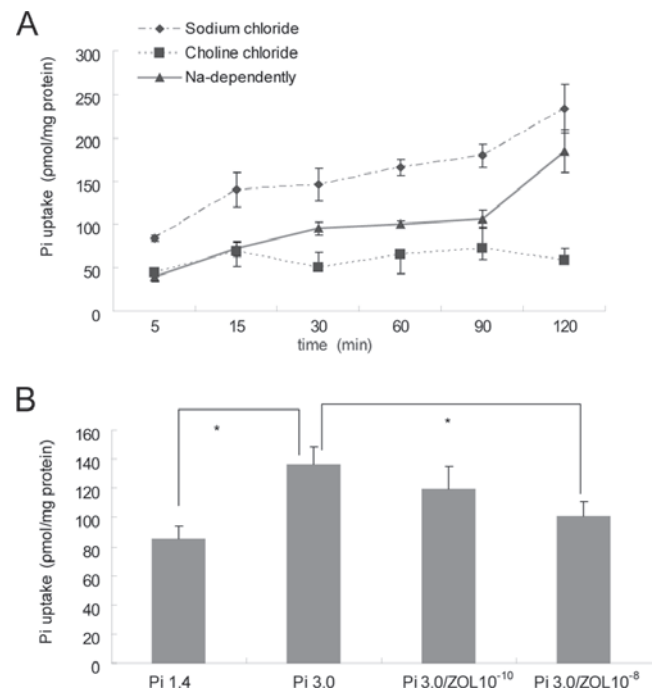 A
Sodium chloride
Choline chloride
Na-dependently
Pi uptake (pmol/mg protein)
300
250
200
150
100
50
0
5 15 30 60 90 120
time (min)
B
Pi uptake (pmol/mg protein)
160
140
120
100
80
60
40
20
0
* *
Pi 1.4 Pi 3.0 Pi 3.0/ZOL10⁻¹⁰ Pi 3.0/ZOL10⁻⁸